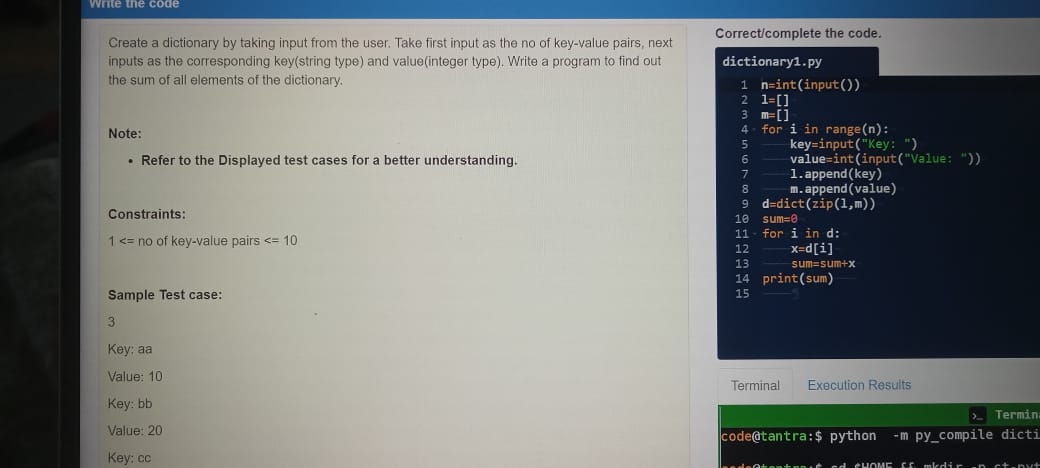 Write the code
Create a dictionary by taking input from the user. Take first input as the no of key-value pairs, next
inputs as the corresponding key(string type) and value(integer type). Write a program to find out
the sum of all elements of the dictionary.
Note:
• Refer to the Displayed test cases for a better understanding.
Constraints:
1 <= no of key-value pairs <= 10
Sample Test case:
3
Key: aa
Value: 10
Key: bb
Value: 20
Key: cc
Correct/complete the code.
dictionary1.py
1 n=int(input())
2 l=[]
3 m=[]
4 for i in range(n):
5 key=input("Key: ")
6 value=int(input("Value: "))
7 l.append(key)
8 m.append(value)
9 d=dict(zip(l,m))
10 sum=0
11 for i in d:
12 x=d[i]
13 sum=sum+x
14 print(sum)
15
Terminal Execution Results
>_ Termin
code@tantra:$ python -m py_compile dicti